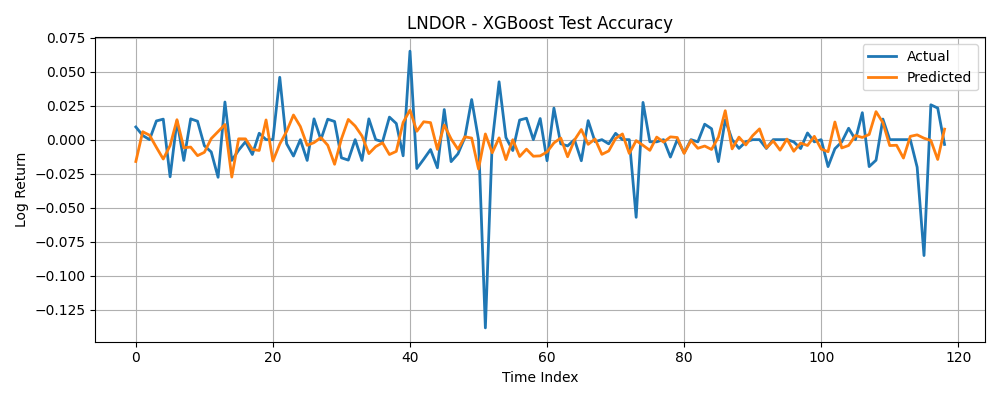 LNDOR - XGBoost Test Accuracy
0.075
0.050
0.025
0.000
−0.025
−0.050
−0.075
−0.100
−0.125
Log Return
Actual
Predicted
0 20 40 60 80 100 120
Time Index